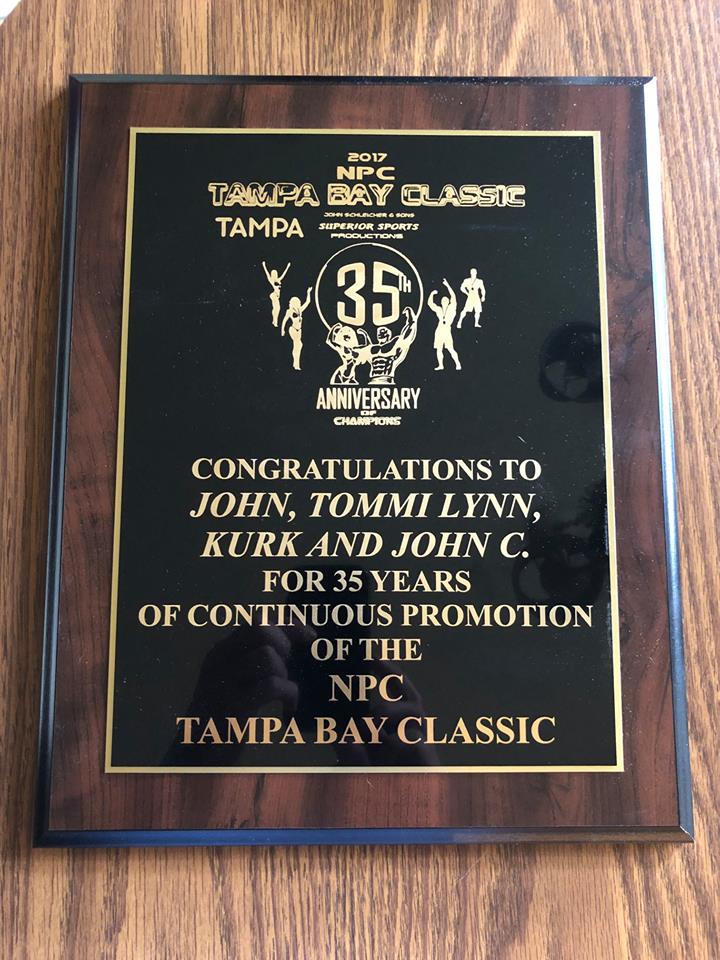 2017
NPC
TAMPA BAY CLASSIC
JOHN SCHLEICHER & SONS
TAMPA SUPERIOR SPORTS
PRODUCTIONS
35TH
ANNIVERSARY
OF
CHAMPIONS
CONGRATULATIONS TO
JOHN, TOMMI LYNN,
KURK AND JOHN C.
FOR 35 YEARS
OF CONTINUOUS PROMOTION
OF THE
NPC
TAMPA BAY CLASSIC